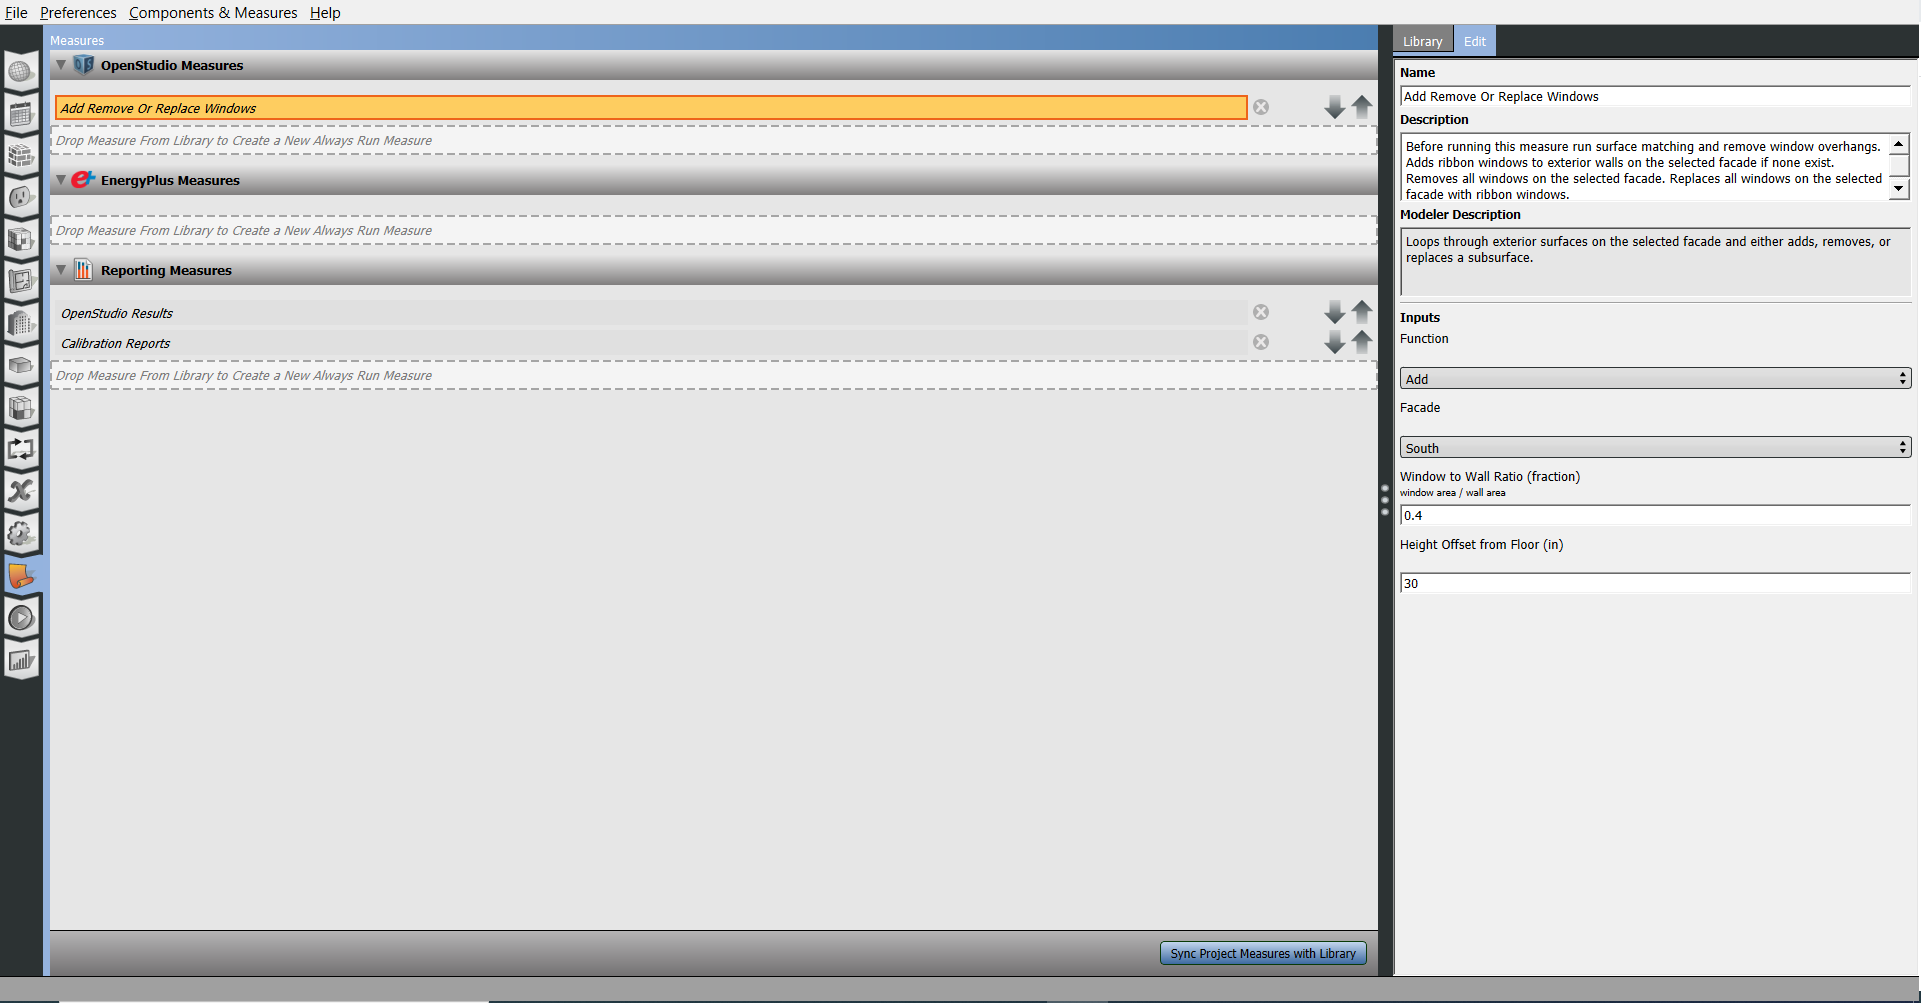 File Preferences Components & Measures Help
Measures
OpenStudio Measures
Add Remove Or Replace Windows
Drop Measure From Library to Create a New Always Run Measure
EnergyPlus Measures
Drop Measure From Library to Create a New Always Run Measure
Reporting Measures
OpenStudio Results
Calibration Reports
Drop Measure From Library to Create a New Always Run Measure
Sync Project Measures with Library
Library Edit
Name
Add Remove Or Replace Windows
Description
Before running this measure run surface matching and remove window overhangs.
Adds ribbon windows to exterior walls on the selected facade if none exist.
Removes all windows on the selected facade. Replaces all windows on the selected
facade with ribbon windows.
Modeler Description
Loops through exterior surfaces on the selected facade and either adds, removes, or
replaces a subsurface.
Inputs
Function
Add
Facade
South
Window to Wall Ratio (fraction)
window area / wall area
0.4
Height Offset from Floor (in)
30